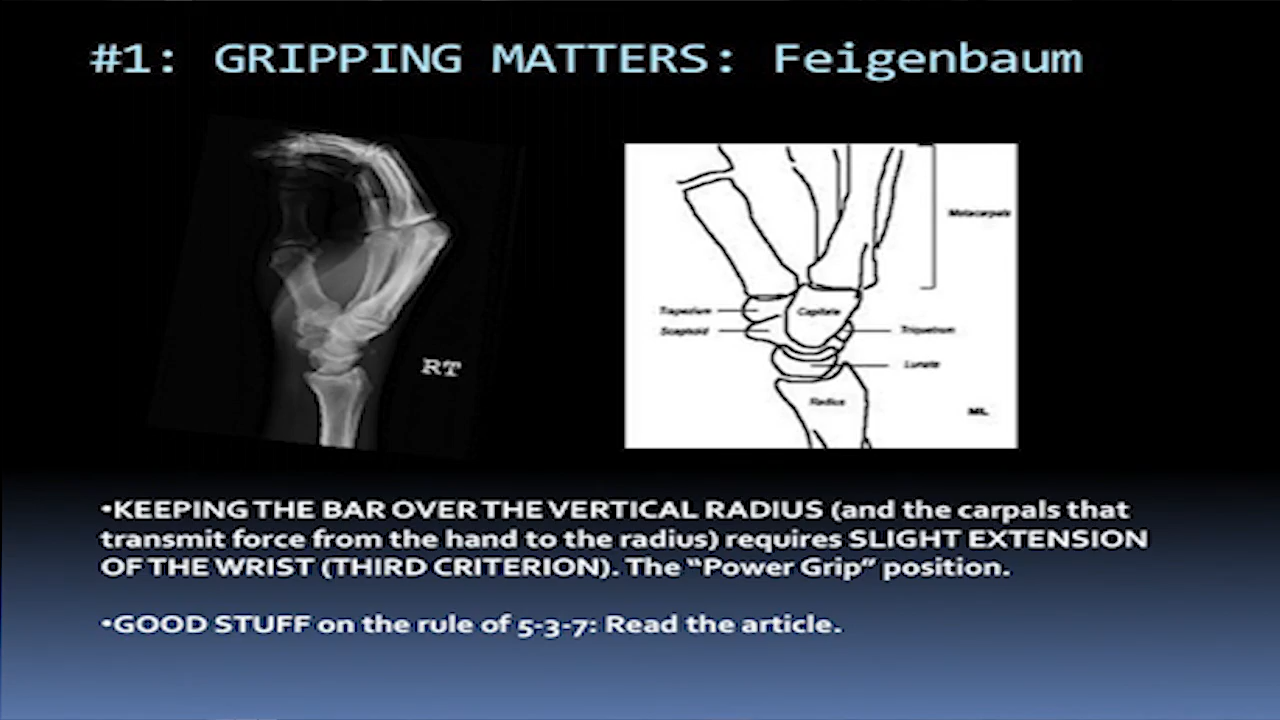 #1: GRIPPING MATTERS: Feigenbaum
Metacarpals
Trapezium
Capitate
Scaphoid
Triquetrum
Lunate
RT
Radius
ML
•KEEPING THE BAR OVER THE VERTICAL RADIUS (and the carpals that
transmit force from the hand to the radius) requires SLIGHT EXTENSION
OF THE WRIST (THIRD CRITERION). The “Power Grip” position.
•GOOD STUFF on the rule of 5-3-7: Read the article.